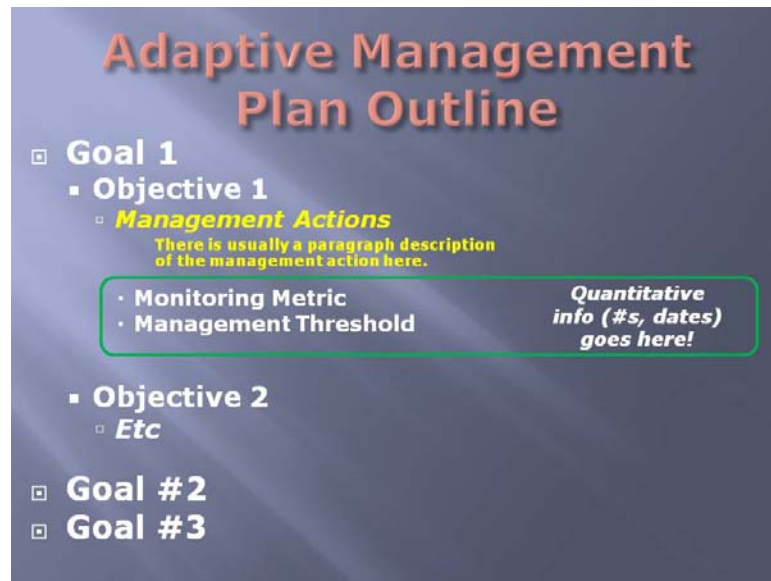 Adaptive Management
Plan Outline
Goal 1
Objective 1
Management Actions
There is usually a paragraph description
of the management action here.
Monitoring Metric
Management Threshold
Quantitative
info (#s, dates)
goes here!
Objective 2
Etc
Goal #2
Goal #3